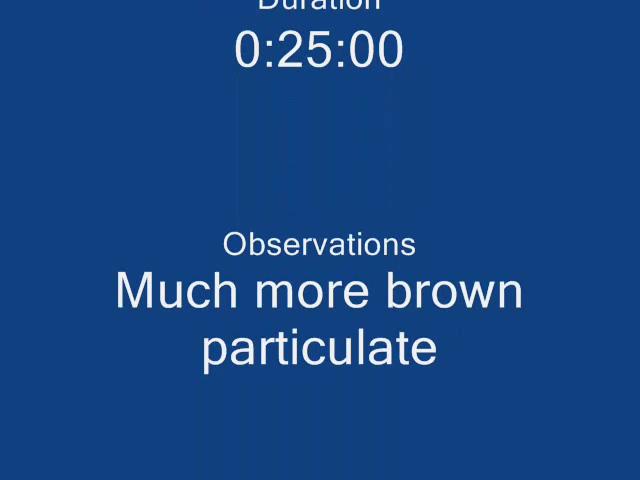 Duration
0:25:00
Observations
Much more brown
particulate